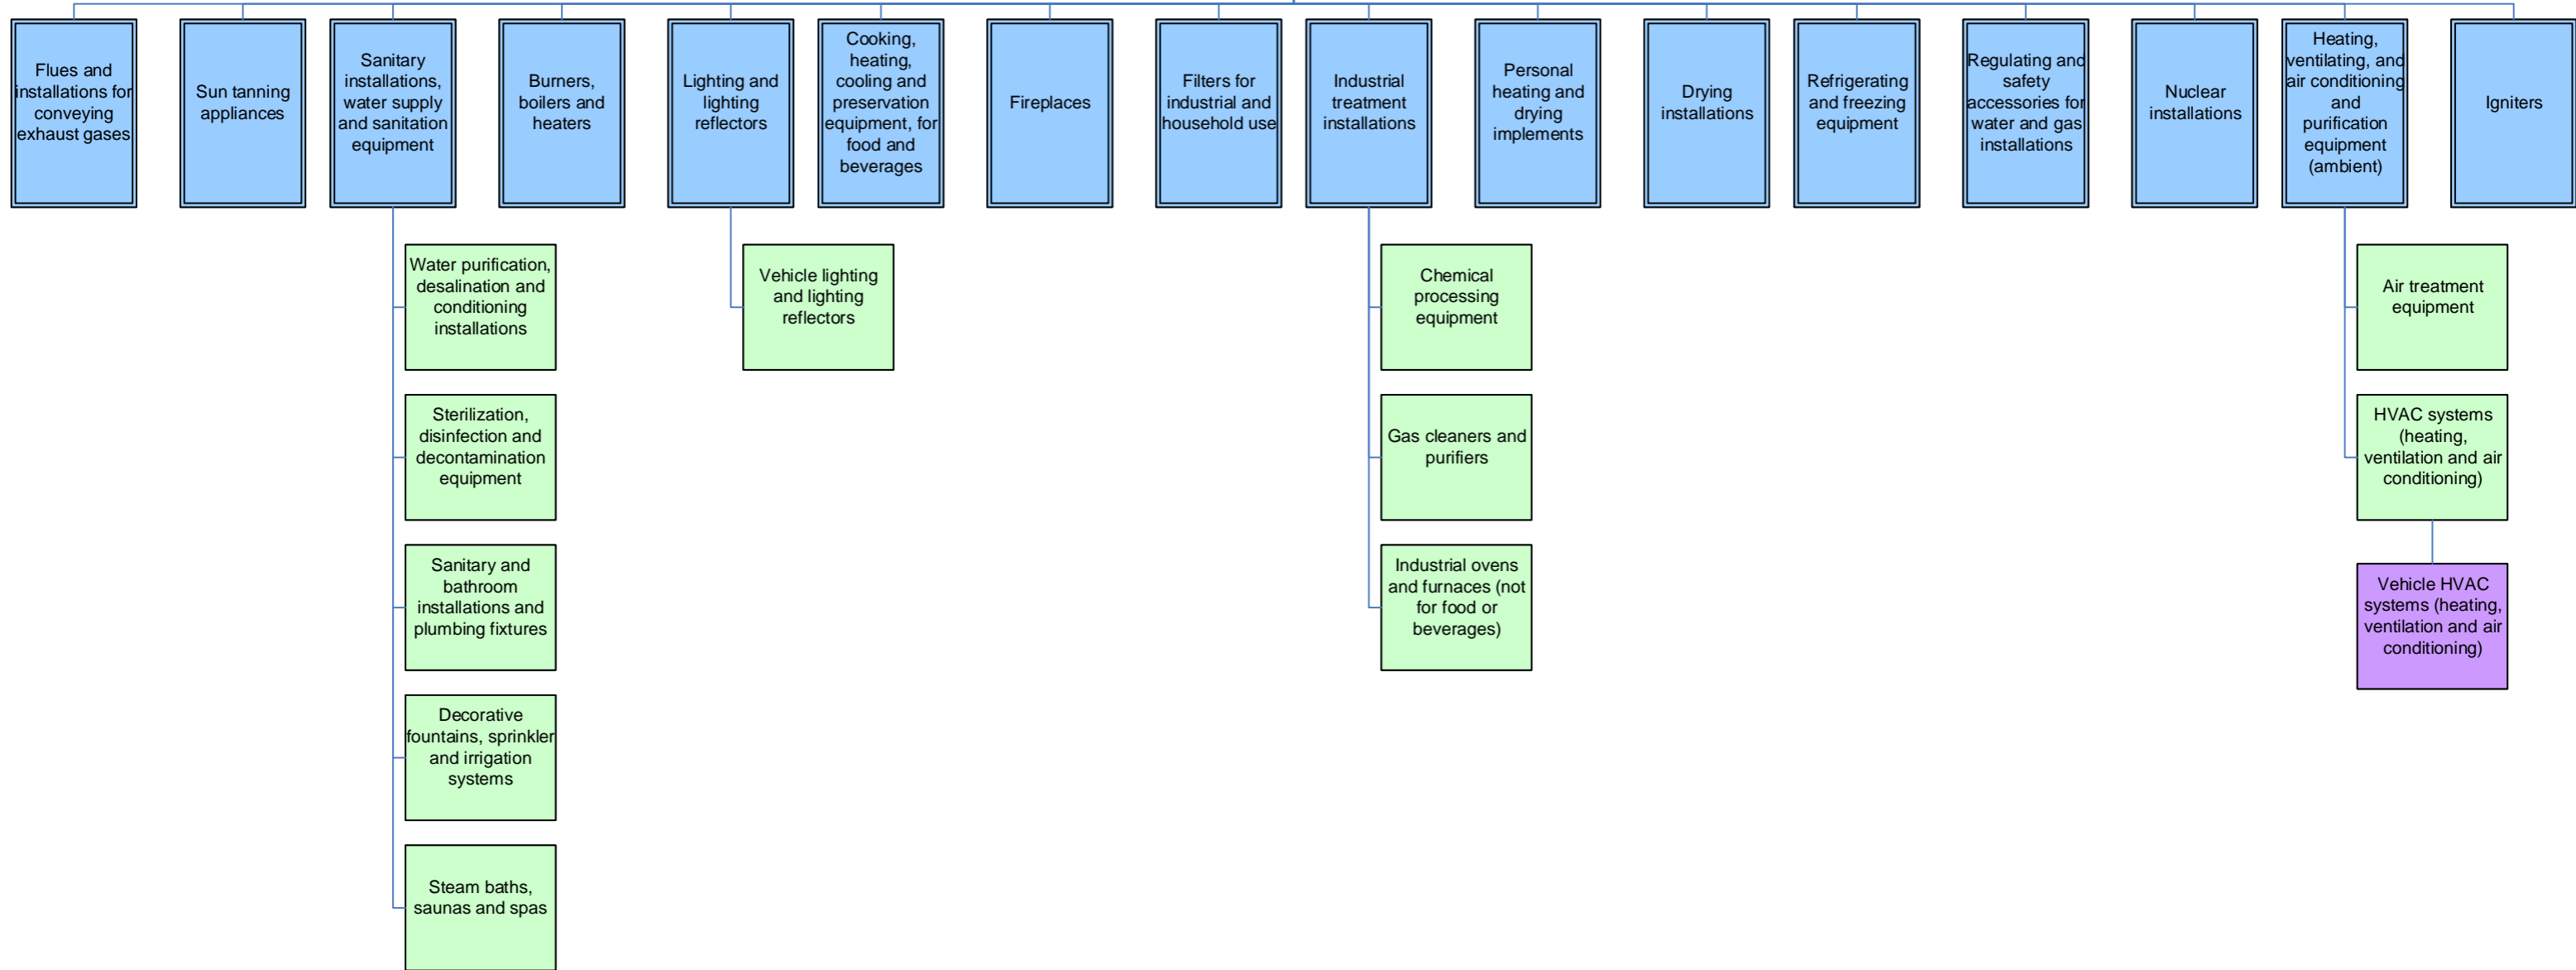 Flues and
installations for
conveying
exhaust gases
Sun tanning
appliances
Sanitary
installations,
water supply
and sanitation
equipment
Burners,
boilers and
heaters
Lighting and
lighting
reflectors
Cooking,
heating,
cooling and
preservation
equipment, for
food and
beverages
Fireplaces
Filters for
industrial and
household use
Industrial
treatment
installations
Personal
heating and
drying
implements
Drying
installations
Refrigerating
and freezing
equipment
Regulating and
safety
accessories for
water and gas
installations
Nuclear
installations
Heating,
ventilating, and
air conditioning
and
purification
equipment
(ambient)
Igniters
Water purification,
desalination and
conditioning
installations
Vehicle lighting
and lighting
reflectors
Chemical
processing
equipment
Air treatment
equipment
Sterilization,
disinfection and
decontamination
equipment
Gas cleaners and
purifiers
HVAC systems
(heating,
ventilation and air
conditioning)
Sanitary and
bathroom
installations and
plumbing fixtures
Industrial ovens
and furnaces (not
for food or
beverages)
Vehicle HVAC
systems (heating,
ventilation and air
conditioning)
Decorative
fountains, sprinkler
and irrigation
systems
Steam baths,
saunas and spas